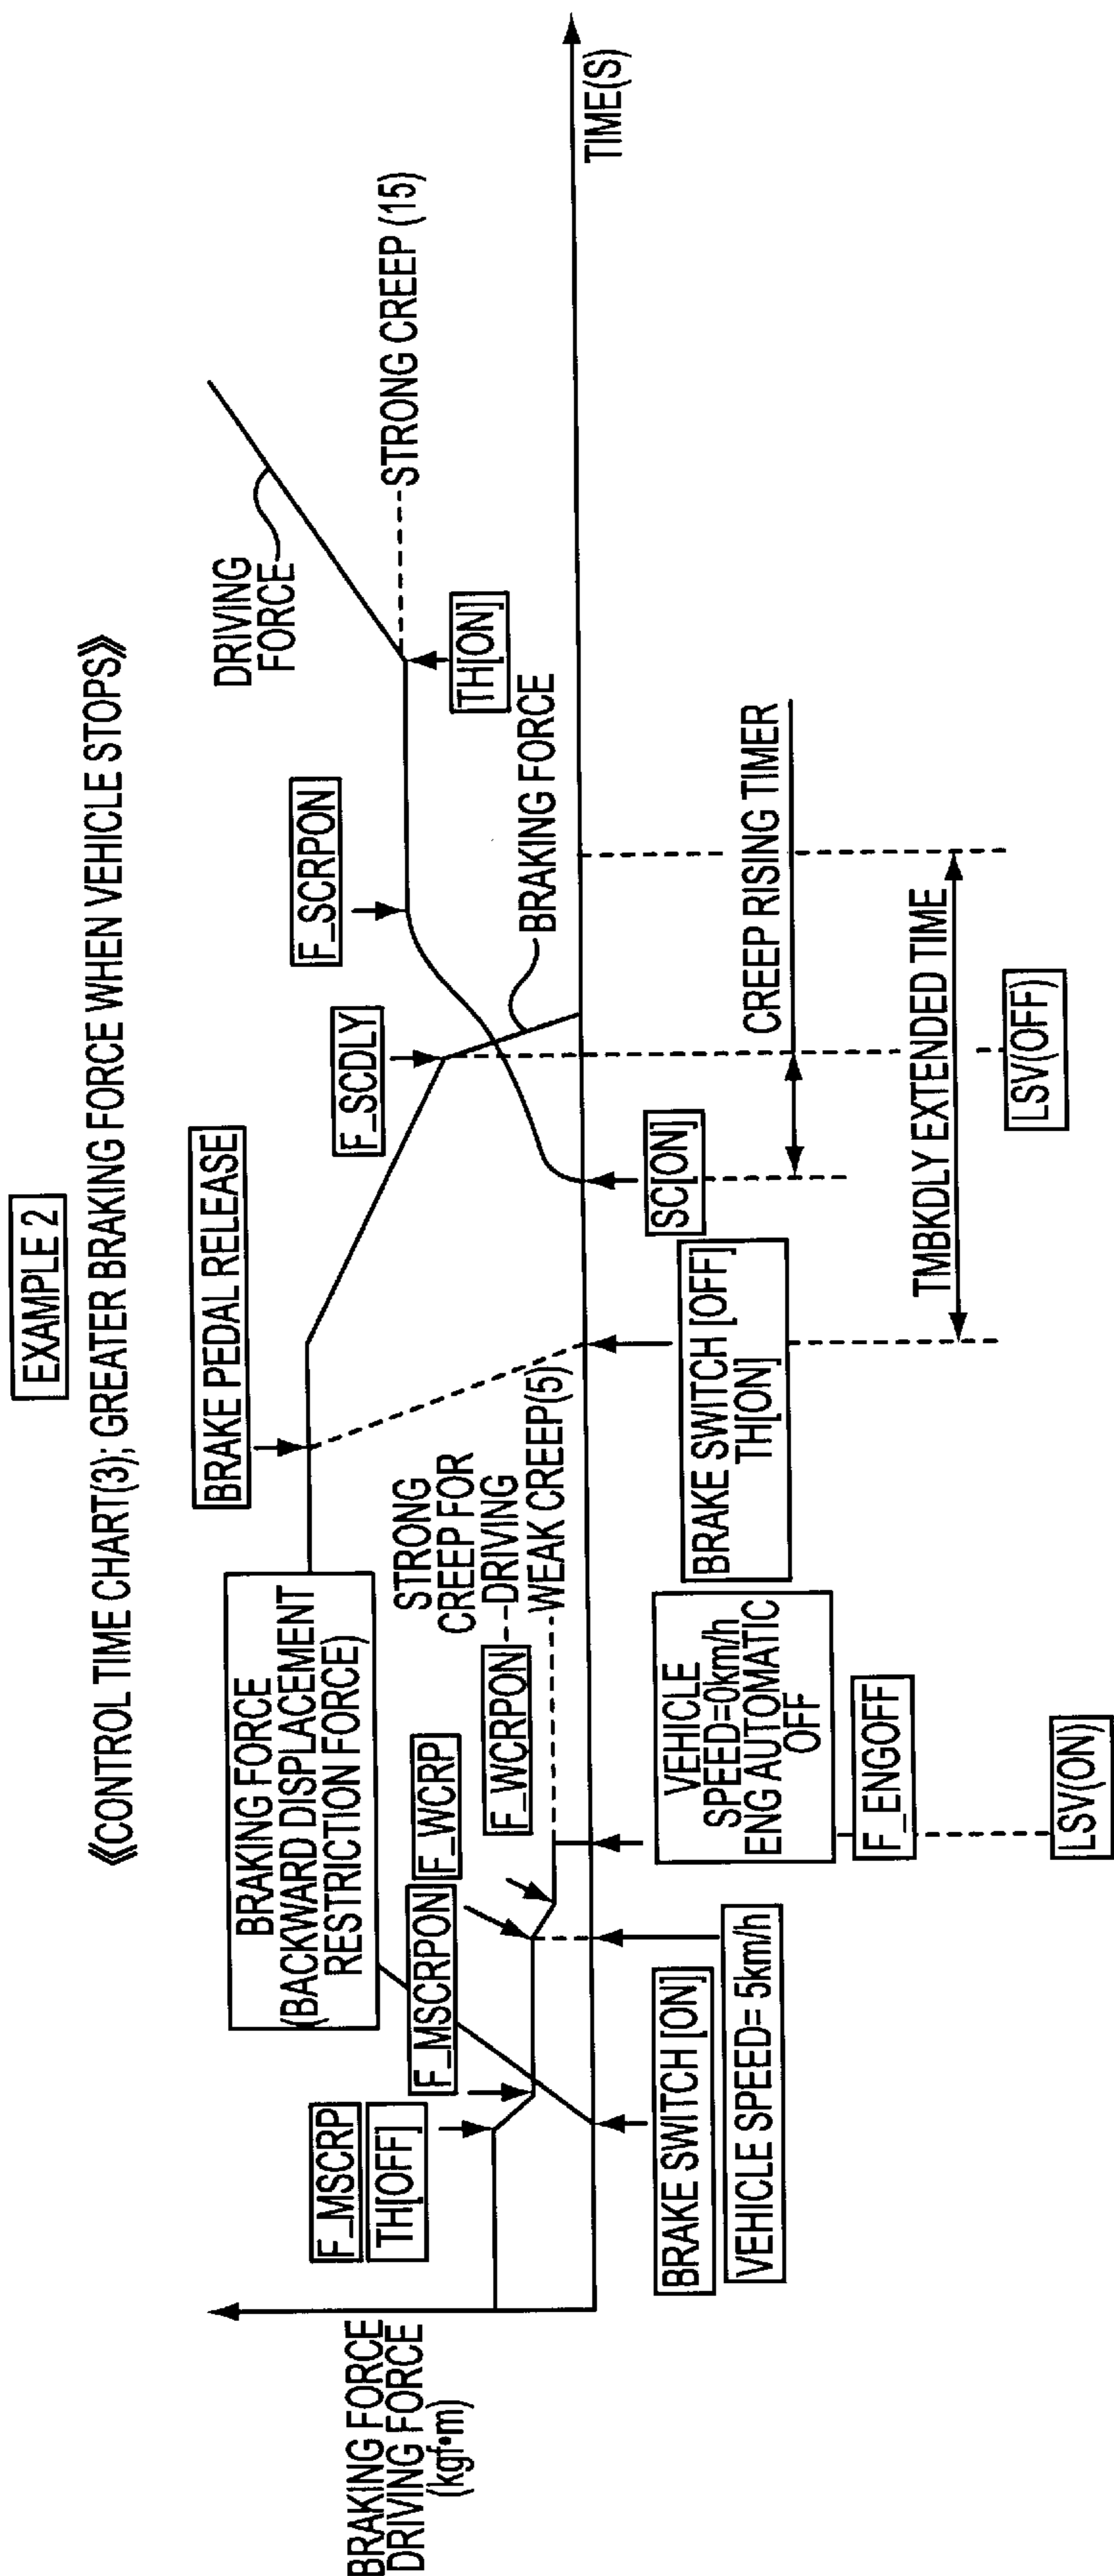 EXAMPLE 2
《CONTROL TIME CHART(3); GREATER BRAKING FORCE WHEN VEHICLE STOPS》
BRAKING FORCE
DRIVING FORCE
(kgf•m)
F_MSCRP
TH[OFF]
F_MSCRPON
F_WCRP
F_WCRPON
BRAKING FORCE
(BACKWARD DISPLACEMENT
RESTRICTION FORCE)
STRONG
CREEP FOR
DRIVING
WEAK CREEP(5)
BRAKE PEDAL RELEASE
F_SCDLY
F_SCRPON
BRAKING FORCE
DRIVING
FORCE
TH[ON]
STRONG CREEP (15)
TIME(S)
BRAKE SWITCH [ON]
VEHICLE SPEED= 5km/h
VEHICLE
SPEED=0km/h
ENG AUTOMATIC
OFF
F_ENGOFF
LSV(ON)
BRAKE SWITCH [OFF]
TH[ON]
SC[ON]
CREEP RISING TIMER
TMBKDLY EXTENDED TIME
LSV(OFF)